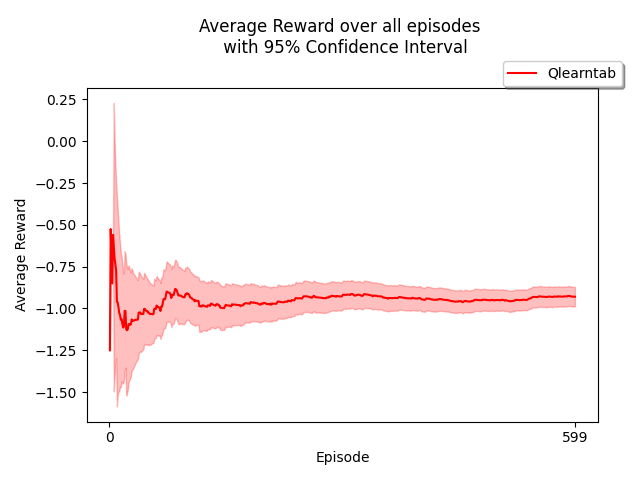 Average Reward over all episodes
with 95% Confidence Interval
Qlearntab
0.25
0.00
−0.25
−0.50
−0.75
−1.00
−1.25
−1.50
Average Reward
0
599
Episode